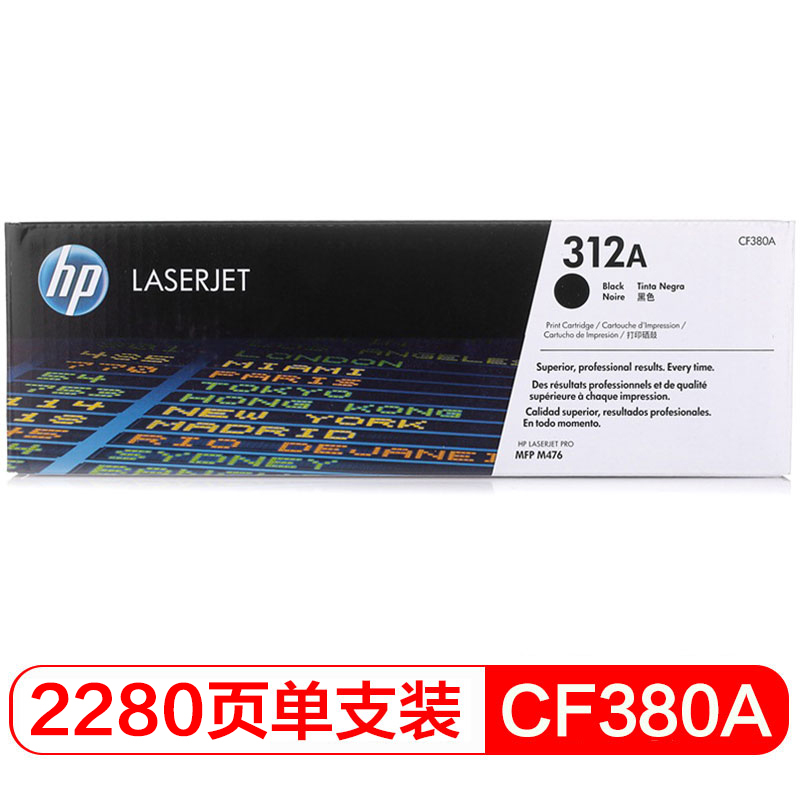 hp
LASERJET
312A
CF380A
Black Tinta Negra
Noire 黑色
Print Cartridge / Cartouche d'Impression /
Cartucho de Impresión / 打印硒鼓
Superior, professional results. Every time.
Des résultats professionnels et de qualité
supérieure à chaque impression.
Calidad superior, resultados profesionales.
En todo momento.
HP LASERJET PRO
MFP M476
435 LONDON
MIAMI
PARIS
TOKYO
HONG KONG
NEW YORK
MADRID
RIO DE JANEI
SYDNEY
2280页单支装
CF380A